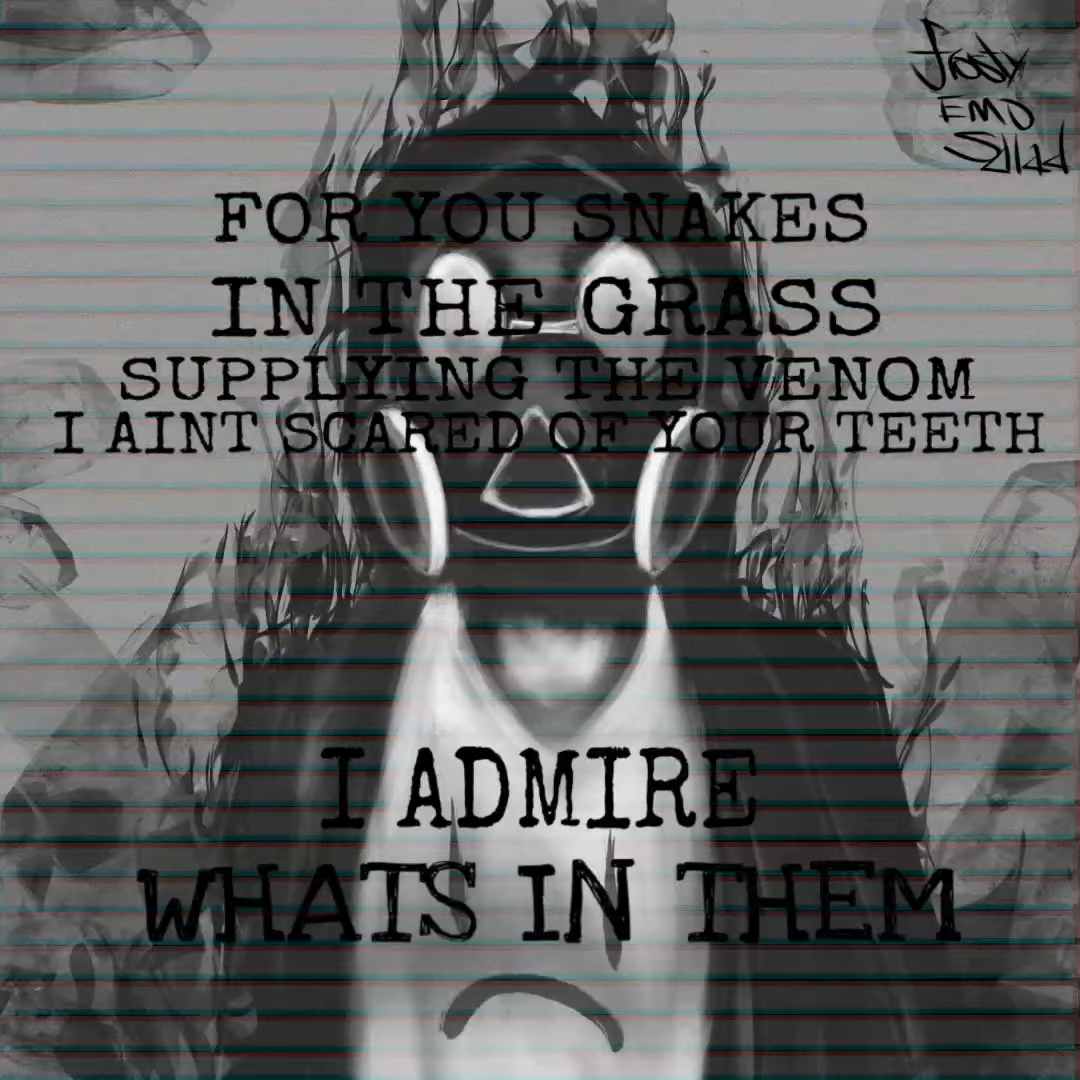 frosty
EMO
FOR YOU SNAKES
IN THE GRASS
SUPPLYING THE VENOM
I AINT SCARED OF YOUR TEETH
I ADMIRE
WHATS IN THEM